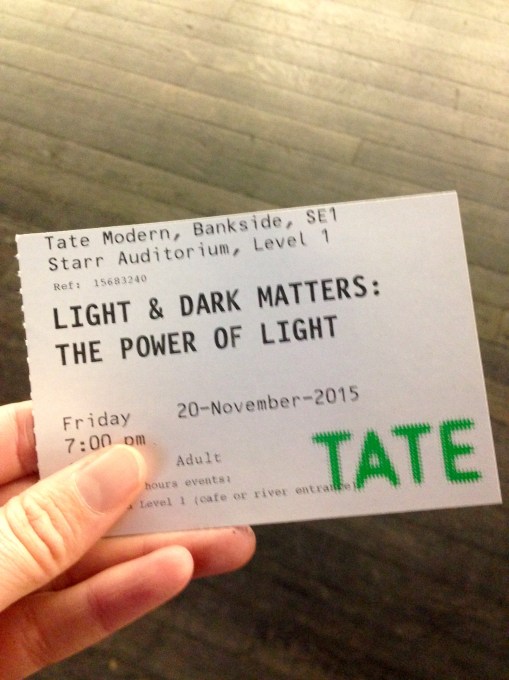 Tate Modern, Bankside, SE1
Starr Auditorium, Level 1
Ref: 15683240
LIGHT & DARK MATTERS:
THE POWER OF LIGHT
Friday 20-November-2015
7:00 pm
Adult
hours events:
Level 1 (cafe or river entrance)
TATE